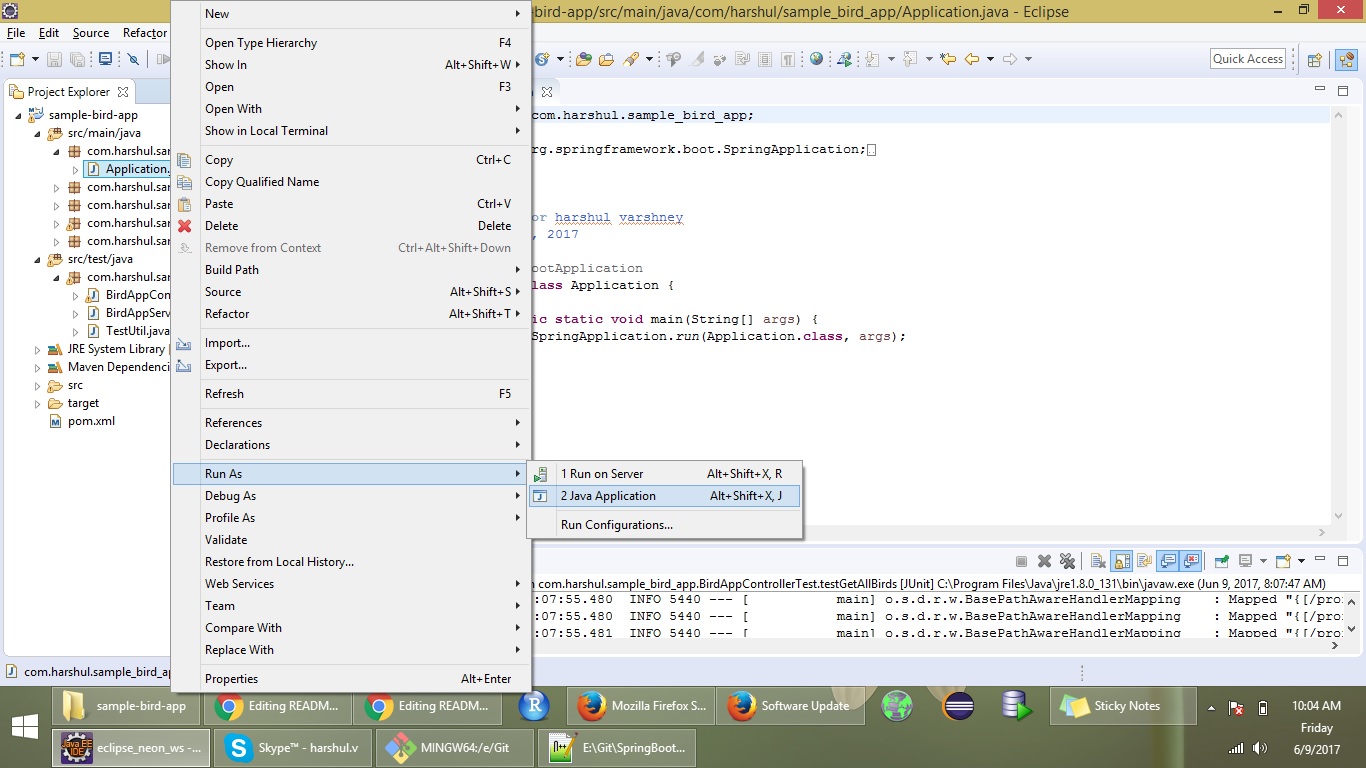 bird-app/src/main/java/com/harshul/sample_bird_app/Application.java - Eclipse
File Edit Source Refactor
Quick Access
Project Explorer
sample-bird-app
src/main/java
com.harshul.sar
Application.
com.harshul.sar
com.harshul.sar
com.harshul.sar
com.harshul.sar
src/test/java
com.harshul.sar
BirdAppCon
BirdAppServ
TestUtil.java
JRE System Library
Maven Dependenci
src
target
pom.xml
New
Open Type Hierarchy F4
Show In Alt+Shift+W
Open F3
Open With
Show in Local Terminal
Copy Ctrl+C
Copy Qualified Name
Paste Ctrl+V
Delete Delete
Remove from Context Ctrl+Alt+Shift+Down
Build Path
Source Alt+Shift+S
Refactor Alt+Shift+T
Import...
Export...
Refresh F5
References
Declarations
Run As
Debug As
Profile As
Validate
Restore from Local History...
Web Services
Team
Compare With
Replace With
Properties Alt+Enter
1 Run on Server Alt+Shift+X, R
2 Java Application Alt+Shift+X, J
Run Configurations...
com.harshul.sample_bird_app;
rg.springframework.boot.SpringApplication;
or harshul varshney
, 2017
ootApplication
lass Application {
ic static void main(String[] args) {
SpringApplication.run(Application.class, args);
com.harshul.sample_bird_app.BirdAppControllerTest.testGetAllBirds [JUnit] C:\Program Files\Java\jre1.8.0_131\bin\javaw.exe (Jun 9, 2017, 8:07:47 AM)
:07:55.480 INFO 5440 --- [ main] o.s.d.r.w.BasePathAwareHandlerMapping : Mapped "{[/pro
:07:55.480 INFO 5440 --- [ main] o.s.d.r.w.BasePathAwareHandlerMapping : Mapped "{[/pro
:07:55.481 INFO 5440 --- [ main] o.s.d.r.w.BasePathAwareHandlerMapping : Mapped "{[/pro
com.harshul.sample_bird_ap
sample-bird-app
Editing README...
Editing README...
Mozilla Firefox S...
Software Update
Sticky Notes
10:04 AM
Friday
6/9/2017
eclipse_neon_ws -...
Skype™ - harshul.v
MINGW64:/e/Git
E:\Git\SpringBoot...